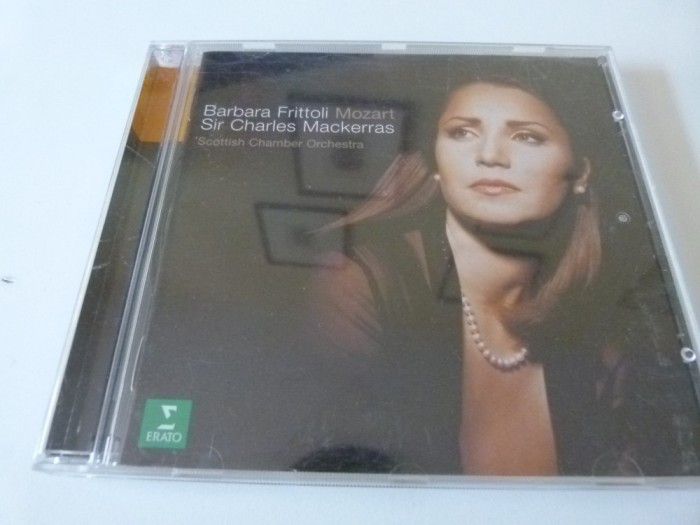 Barbara Frittoli Mozart
Sir Charles Mackerras
Scottish Chamber Orchestra
ERATO